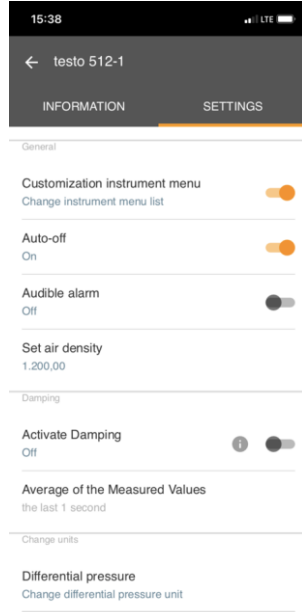 15:38
LTE
testo 512-1
INFORMATION
SETTINGS
General
Customization instrument menu
Change instrument menu list
Auto-off
On
Audible alarm
Off
Set air density
1.200,00
Damping
Activate Damping
Off
Average of the Measured Values
the last 1 second
Change units
Differential pressure
Change differential pressure unit